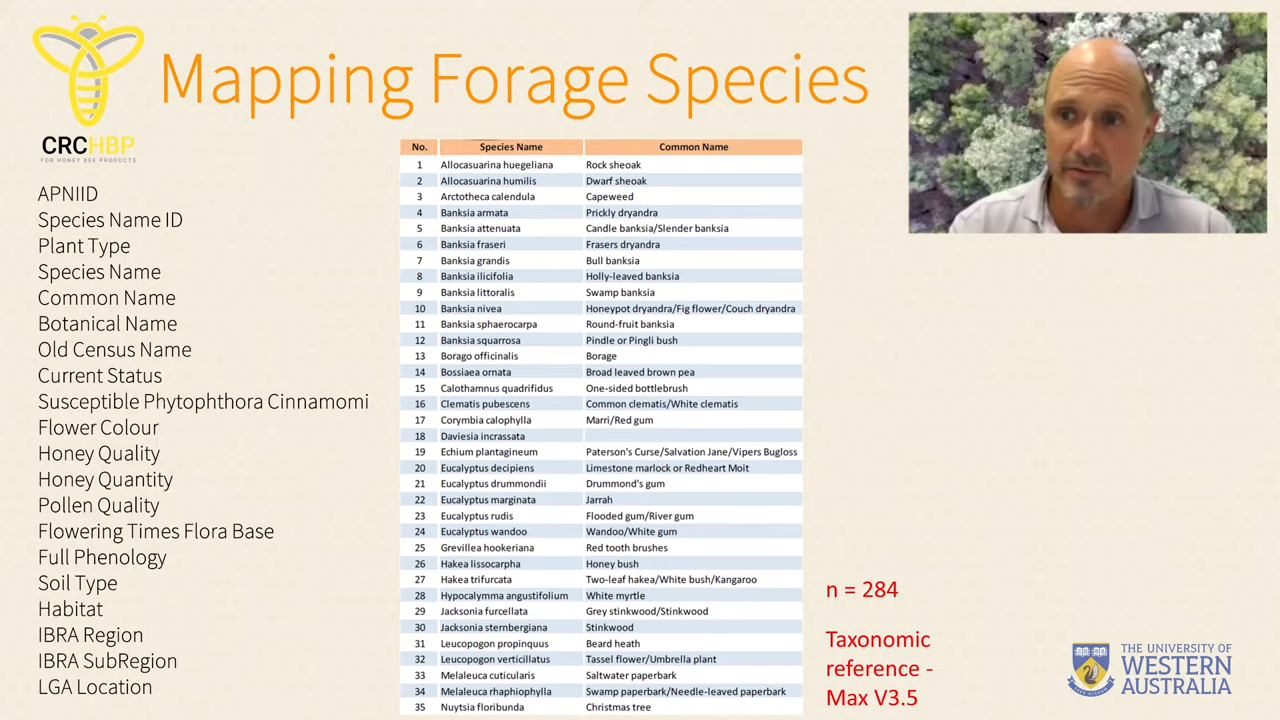 Mapping Forage Species
CRCHBP
FOR HONEY BEE PRODUCTS
APNIID
Species Name ID
Plant Type
Species Name
Common Name
Botanical Name
Old Census Name
Current Status
Susceptible Phytophthora Cinnamomi
Flower Colour
Honey Quality
Honey Quantity
Pollen Quality
Flowering Times Flora Base
Full Phenology
Soil Type
Habitat
IBRA Region
IBRA SubRegion
LGA Location
No. Species Name Common Name
1 Allocasuarina huegeliana Rock sheoak
2 Allocasuarina humilis Dwarf sheoak
3 Arctotheca calendula Capeweed
4 Banksia armata Prickly dryandra
5 Banksia attenuata Candle banksia/Slender banksia
6 Banksia fraseri Frasers dryandra
7 Banksia grandis Bull banksia
8 Banksia ilicifolia Holly-leaved banksia
9 Banksia littoralis Swamp banksia
10 Banksia nivea Honeypot dryandra/Fig flower/Couch dryandra
11 Banksia sphaerocarpa Round-fruit banksia
12 Banksia squarrosa Pindle or Pingli bush
13 Borago officinalis Borage
14 Bossiaea ornata Broad leaved brown pea
15 Calothamnus quadrifidus One-sided bottlebrush
16 Clematis pubescens Common clematis/White clematis
17 Corymbia calophylla Marri/Red gum
18 Daviesia incrassata
19 Echium plantagineum Paterson's Curse/Salvation Jane/Vipers Bugloss
20 Eucalyptus decipiens Limestone marlock or Redheart Moit
21 Eucalyptus drummondii Drummond's gum
22 Eucalyptus marginata Jarrah
23 Eucalyptus rudis Flooded gum/River gum
24 Eucalyptus wandoo Wandoo/White gum
25 Grevillea hookeriana Red tooth brushes
26 Hakea lissocarpha Honey bush
27 Hakea trifurcata Two-leaf hakea/White bush/Kangaroo
28 Hypocalymma angustifolium White myrtle
29 Jacksonia furcellata Grey stinkwood/Stinkwood
30 Jacksonia sternbergiana Stinkwood
31 Leucopogon propinquus Beard heath
32 Leucopogon verticillatus Tassel flower/Umbrella plant
33 Melaleuca cuticularis Saltwater paperbark
34 Melaleuca rhaphiophylla Swamp paperbark/Needle-leaved paperbark
35 Nuytsia floribunda Christmas tree
n = 284
Taxonomic
reference -
Max V3.5
THE UNIVERSITY OF
WESTERN
AUSTRALIA